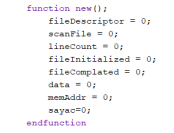 function new();
fileDescriptor = 0;
scanFile = 0;
lineCount = 0;
fileInitialized = 0;
fileComplated = 0;
data = 0;
memAddr = 0;
sayac=0;
endfunction